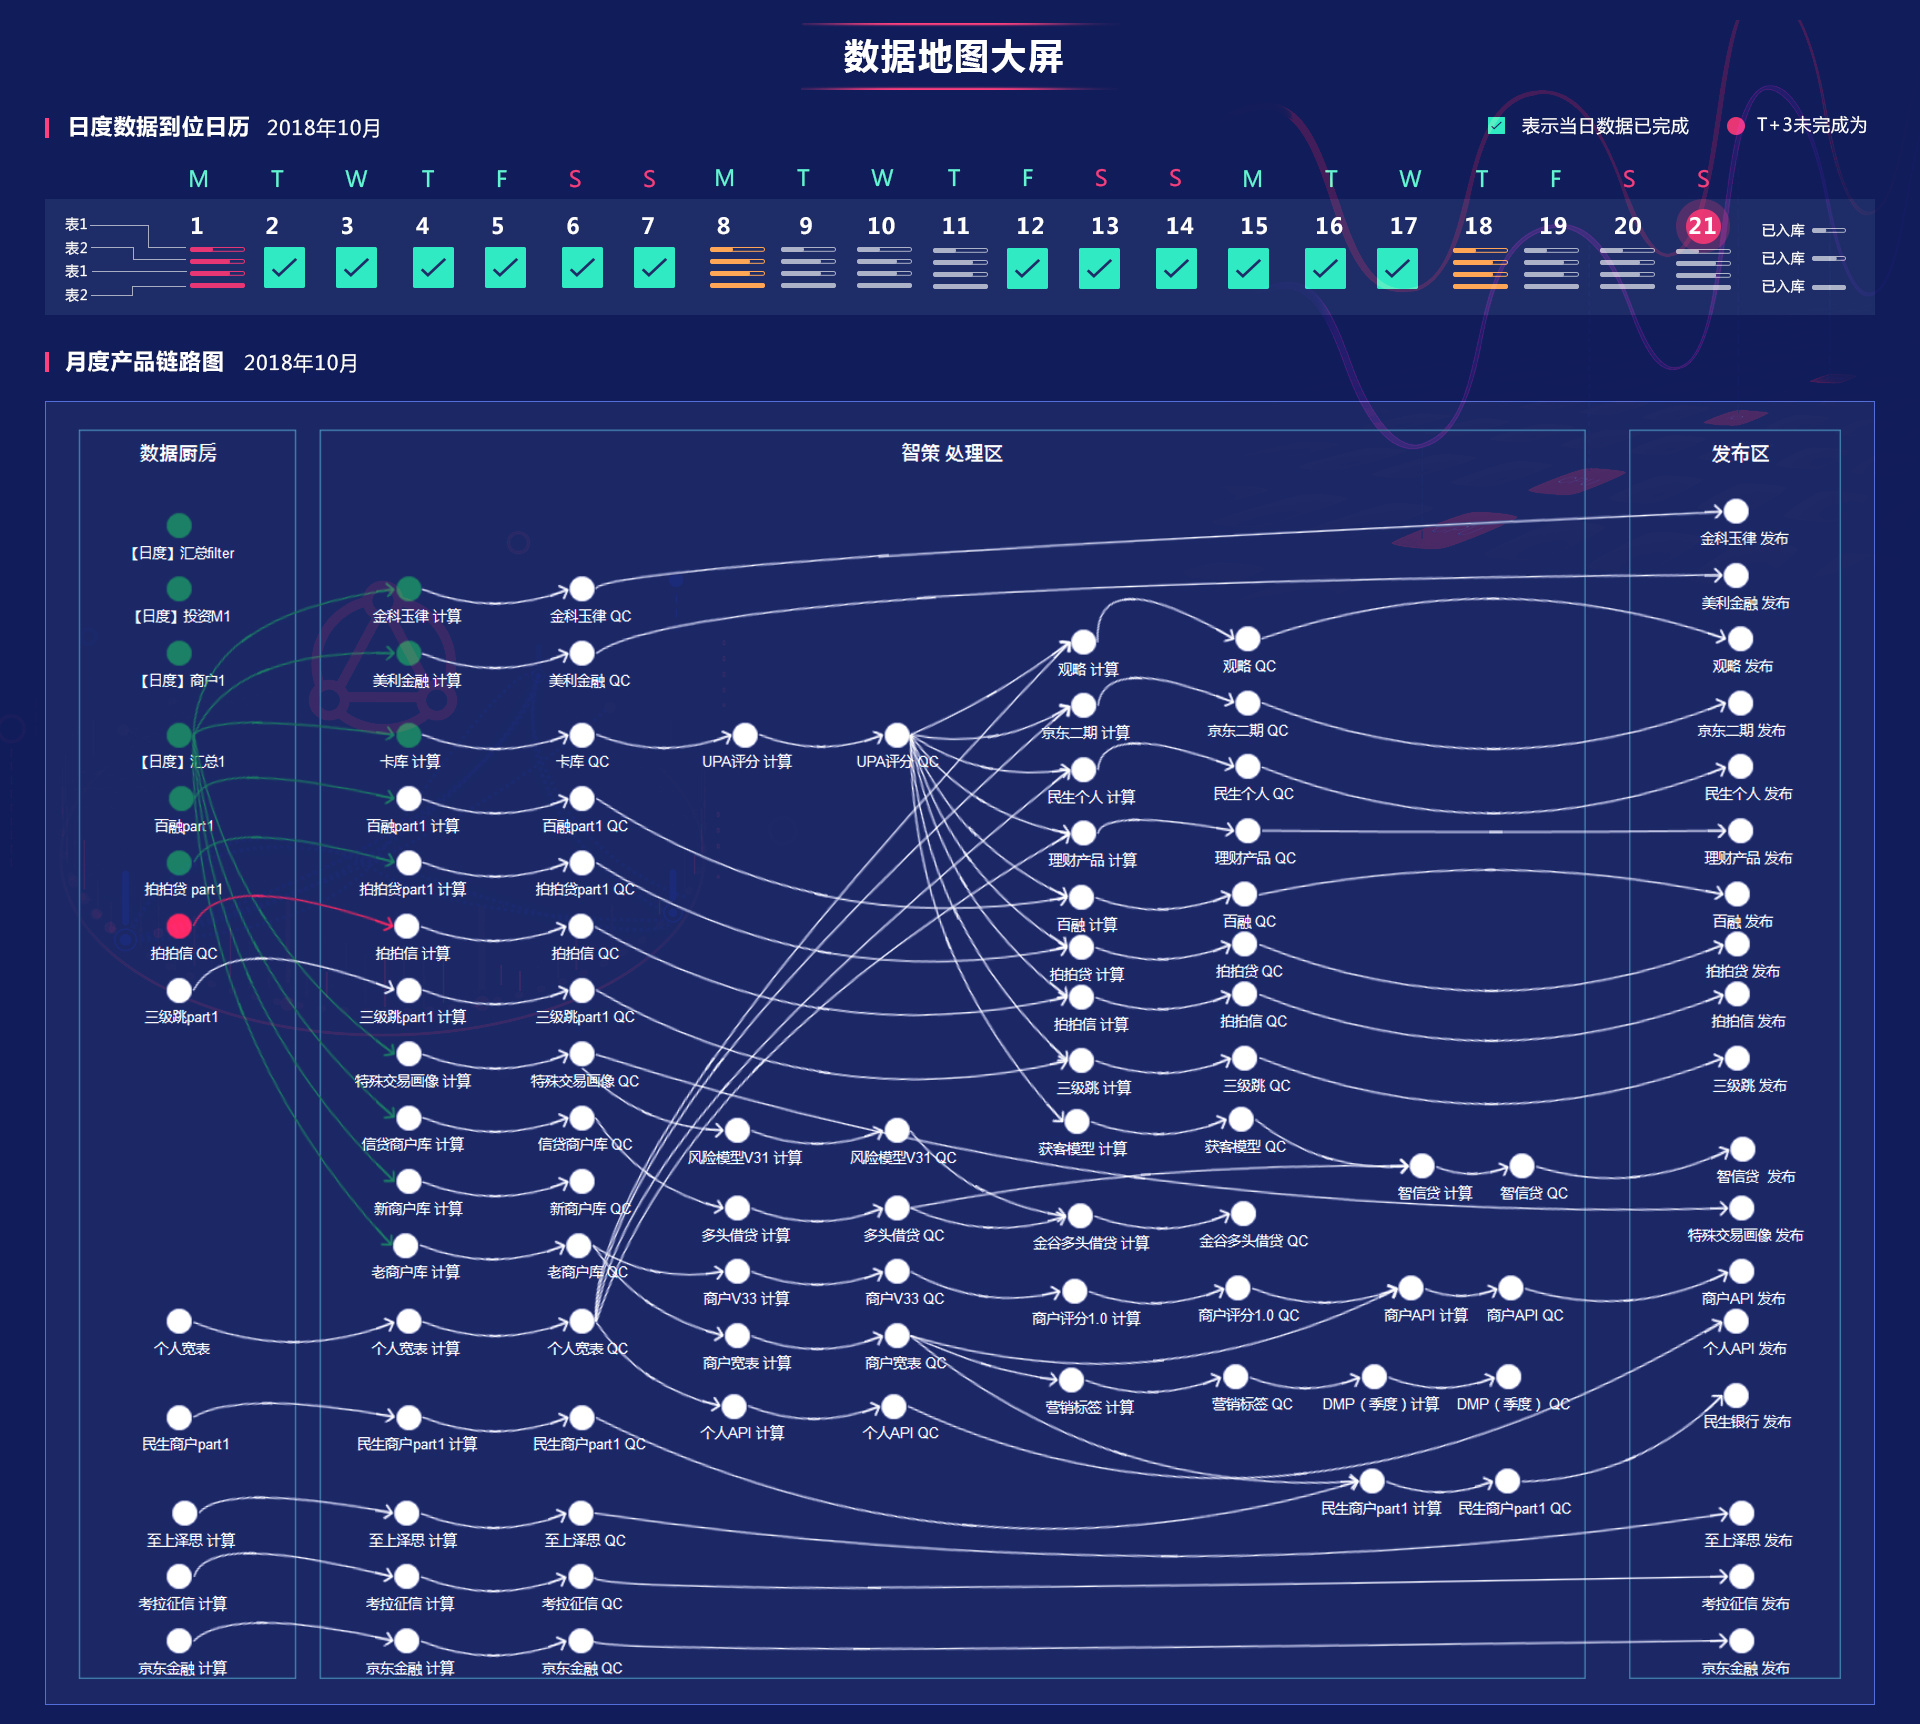 数据地图大屏
日度数据到位日历 2018年10月
表示当日数据已完成 T+3未完成为
M T W T F S S M T W T F S S M T W T F S S
1 2 3 4 5 6 7 8 9 10 11 12 13 14 15 16 17 18 19 20 21
表1
表2
表1
表2
已入库
已入库
已入库
月度产品链路图 2018年10月
数据厨房
【日度】汇总filter
【日度】投资M1
【日度】商户1
【日度】汇总1
百融part1
拍拍贷 part1
拍拍信 QC
三级跳part1
个人宽表
民生商户part1
至上泽思 计算
考拉征信 计算
京东金融 计算
智策 处理区
金科玉律 计算 金科玉律 QC
美利金融 计算 美利金融 QC
卡库 计算 卡库 QC UPA评分 计算 UPA评分 QC
百融part1 计算 百融part1 QC
拍拍贷part1 计算 拍拍贷part1 QC
拍拍信 计算 拍拍信 QC
三级跳part1 计算 三级跳part1 QC
特殊交易画像 计算 特殊交易画像 QC
信贷商户库 计算 信贷商户库 QC
新商户库 计算 新商户库 QC
老商户库 计算 老商户库 QC
个人宽表 计算 个人宽表 QC
民生商户part1 计算 民生商户part1 QC
至上泽思 计算 至上泽思 QC
考拉征信 计算 考拉征信 QC
京东金融 计算 京东金融 QC
风险模型V31 计算 风险模型V31 QC
多头借贷 计算 多头借贷 QC
商户V33 计算 商户V33 QC
商户宽表 计算 商户宽表 QC
个人API 计算 个人API QC
观略 计算 观略 QC
京东二期 计算 京东二期 QC
民生个人 计算 民生个人 QC
理财产品 计算 理财产品 QC
百融 计算 百融 QC
拍拍贷 计算 拍拍贷 QC
拍拍信 计算 拍拍信 QC
三级跳 计算 三级跳 QC
获客模型 计算 获客模型 QC
智信贷 计算 智信贷 QC
金谷多头借贷 计算 金谷多头借贷 QC
商户评分1.0 计算 商户评分1.0 QC 商户API 计算 商户API QC
营销标签 计算 营销标签 QC DMP（季度）计算 DMP（季度） QC
民生商户part1 计算 民生商户part1 QC
发布区
金科玉律 发布
美利金融 发布
观略 发布
京东二期 发布
民生个人 发布
理财产品 发布
百融 发布
拍拍贷 发布
拍拍信 发布
三级跳 发布
智信贷 发布
特殊交易画像 发布
商户API 发布
个人API 发布
民生银行 发布
至上泽思 发布
考拉征信 发布
京东金融 发布